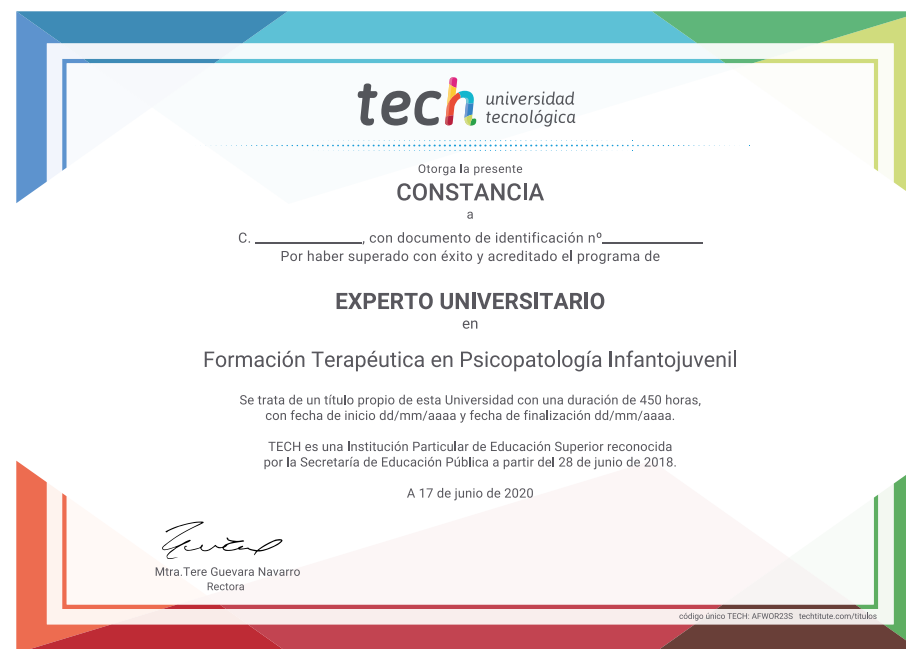 tech universidad
tecnológica
Otorga la presente
CONSTANCIA
a
C. ________________, con documento de identificación nº_______________
Por haber superado con éxito y acreditado el programa de
EXPERTO UNIVERSITARIO
en
Formación Terapéutica en Psicopatología Infantojuvenil
Se trata de un título propio de esta Universidad con una duración de 450 horas,
con fecha de inicio dd/mm/aaaa y fecha de finalización dd/mm/aaaa.
TECH es una Institución Particular de Educación Superior reconocida
por la Secretaría de Educación Pública a partir del 28 de junio de 2018.
A 17 de junio de 2020
Mtra.Tere Guevara Navarro
Rectora
código único TECH: AFWOR23S techtitute.com/titulos